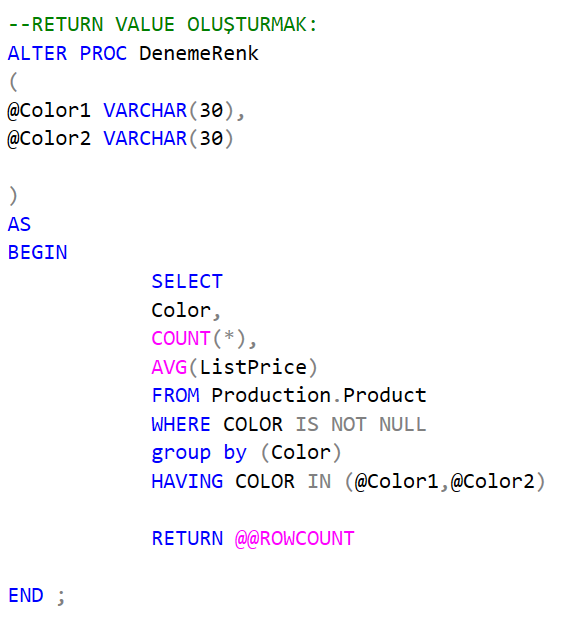 --RETURN VALUE OLUŞTURMAK:
ALTER PROC DenemeRenk
(
@Color1 VARCHAR(30),
@Color2 VARCHAR(30)
)
AS
BEGIN
SELECT
Color,
COUNT(*),
AVG(ListPrice)
FROM Production.Product
WHERE COLOR IS NOT NULL
group by (Color)
HAVING COLOR IN (@Color1,@Color2)
RETURN @@ROWCOUNT
END ;